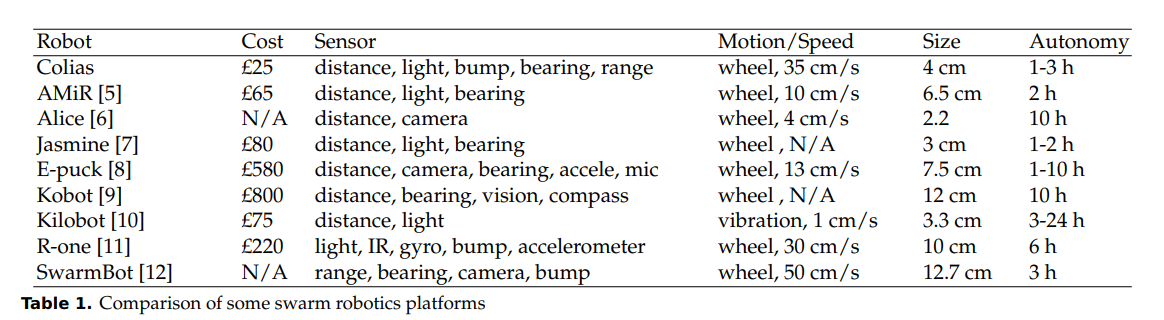 Robot Cost Sensor Motion/Speed Size Autonomy
Colias £25 distance, light, bump, bearing, range wheel, 35 cm/s 4 cm 1-3 h
AMiR [5] £65 distance, light, bearing wheel, 10 cm/s 6.5 cm 2 h
Alice [6] N/A distance, camera wheel, 4 cm/s 2.2 10 h
Jasmine [7] £80 distance, light, bearing wheel , N/A 3 cm 1-2 h
E-puck [8] £580 distance, camera, bearing, accele, mic wheel, 13 cm/s 7.5 cm 1-10 h
Kobot [9] £800 distance, bearing, vision, compass wheel , N/A 12 cm 10 h
Kilobot [10] £75 distance, light vibration, 1 cm/s 3.3 cm 3-24 h
R-one [11] £220 light, IR, gyro, bump, accelerometer wheel, 30 cm/s 10 cm 6 h
SwarmBot [12] N/A range, bearing, camera, bump wheel, 50 cm/s 12.7 cm 3 h
Table 1. Comparison of some swarm robotics platforms